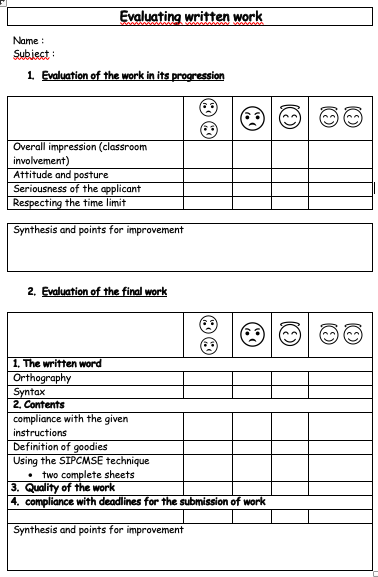 Evaluating written work
Name :
Subject :
1. Evaluation of the work in its progression
Overall impression (classroom
involvement)
Attitude and posture
Seriousness of the applicant
Respecting the time limit
Synthesis and points for improvement
2. Evaluation of the final work
1. The written word
Orthography
Syntax
2. Contents
compliance with the given
instructions
Definition of goodies
Using the SIPCMSE technique
• two complete sheets
3. Quality of the work
4. compliance with deadlines for the submission of work
Synthesis and points for improvement